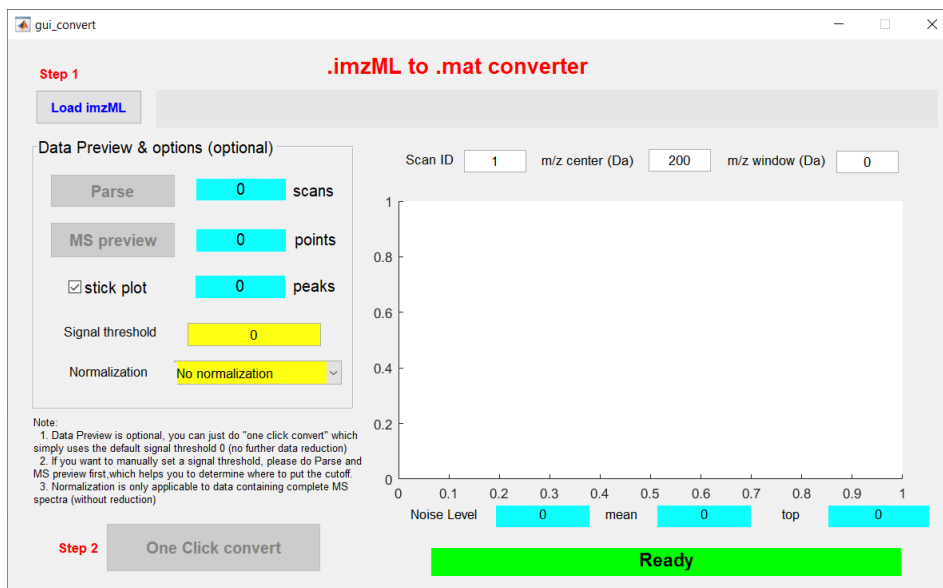 gui_convert
.imzML to .mat converter
Step 1
Load imzML
Data Preview & options (optional)
Parse 0 scans
MS preview 0 points
stick plot 0 peaks
Signal threshold 0
Normalization No normalization
Note:
1. Data Preview is optional, you can just do "one click convert" which
simply uses the default signal threshold 0 (no further data reduction)
2. If you want to manually set a signal threshold, please do Parse and
MS preview first,which helps you to determine where to put the cutoff.
3. Normalization is only applicable to data containing complete MS
spectra (without reduction)
Step 2 One Click convert
Scan ID 1 m/z center (Da) 200 m/z window (Da) 0
1
0.8
0.6
0.4
0.2
0
0 0.1 0.2 0.3 0.4 0.5 0.6 0.7 0.8 0.9 1
Noise Level 0 mean 0 top 0
Ready